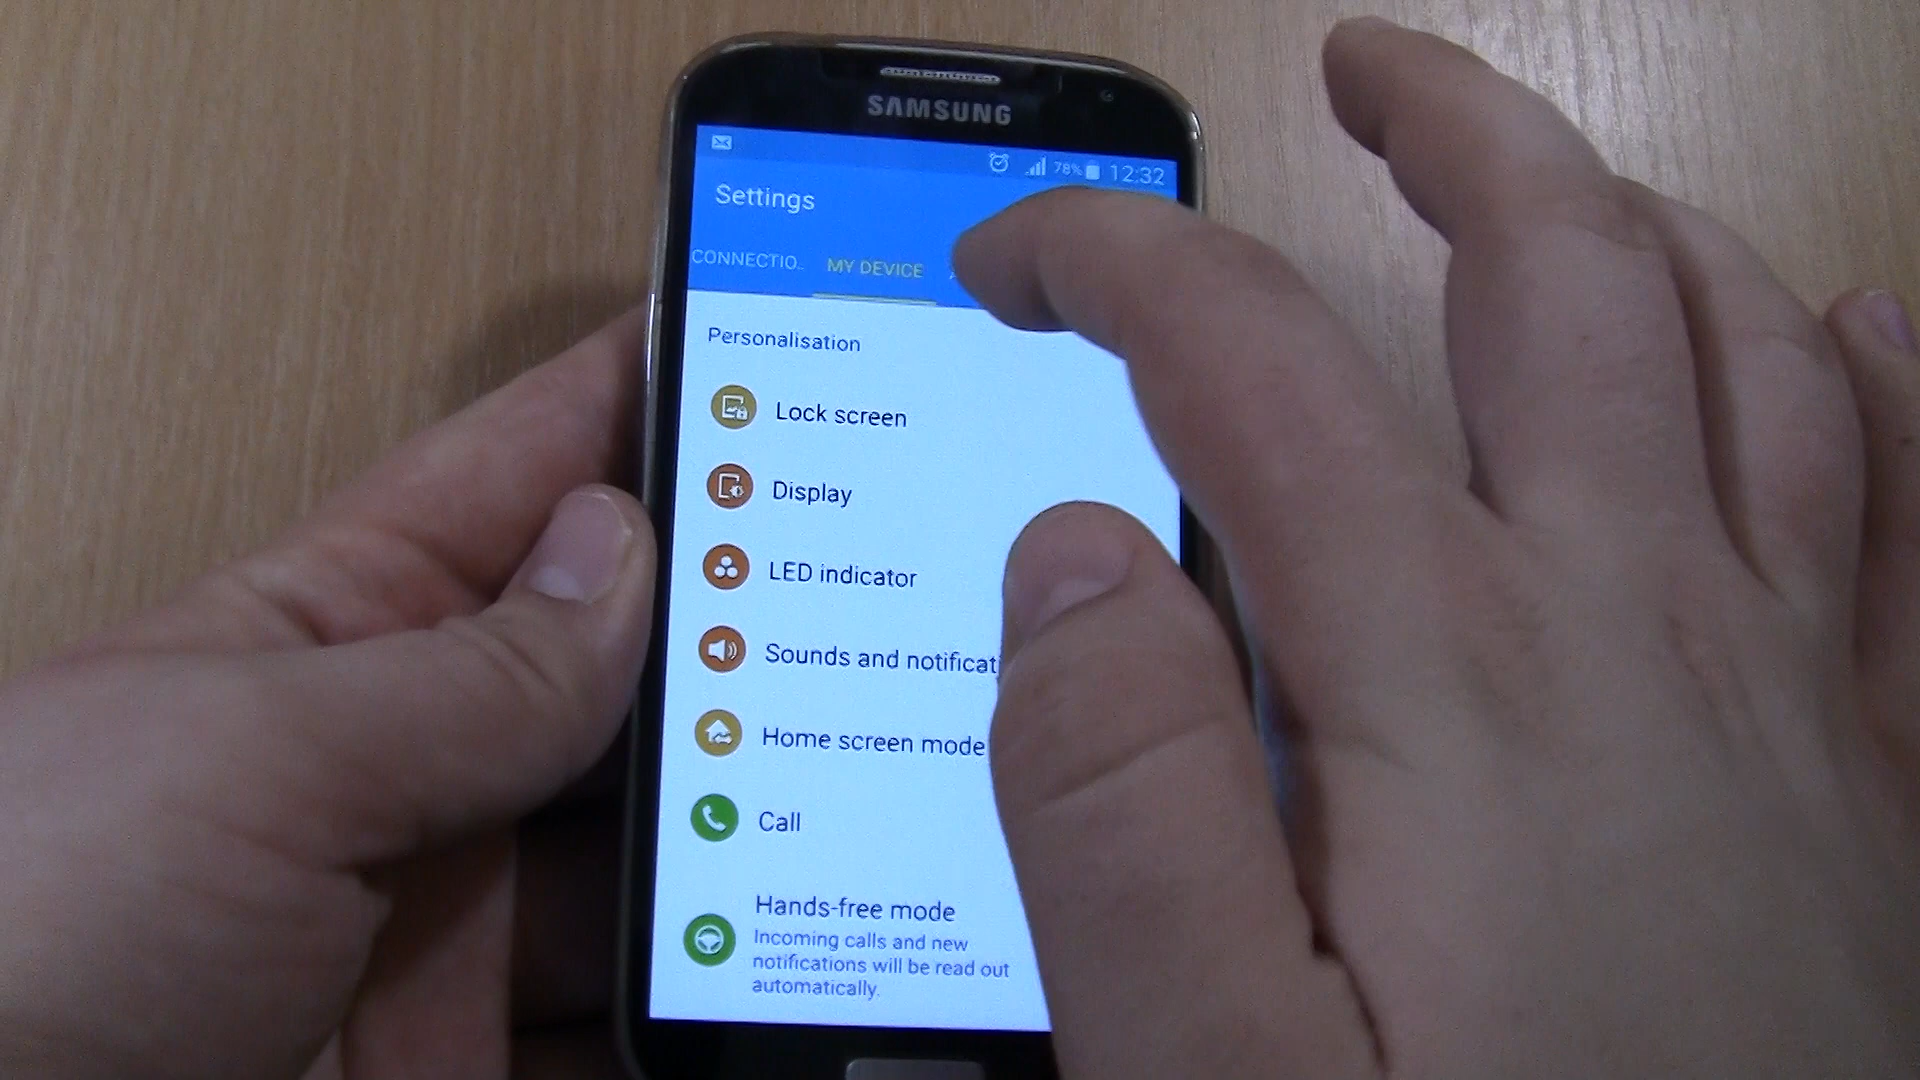 SAMSUNG
78% 12:32
Settings
CONNECTIO.. MY DEVICE
Personalisation
Lock screen
Display
LED indicator
Sounds and
Home screen mode
Call
Hands-free mode
Incoming calls and new
notifications will be read out
automatically.